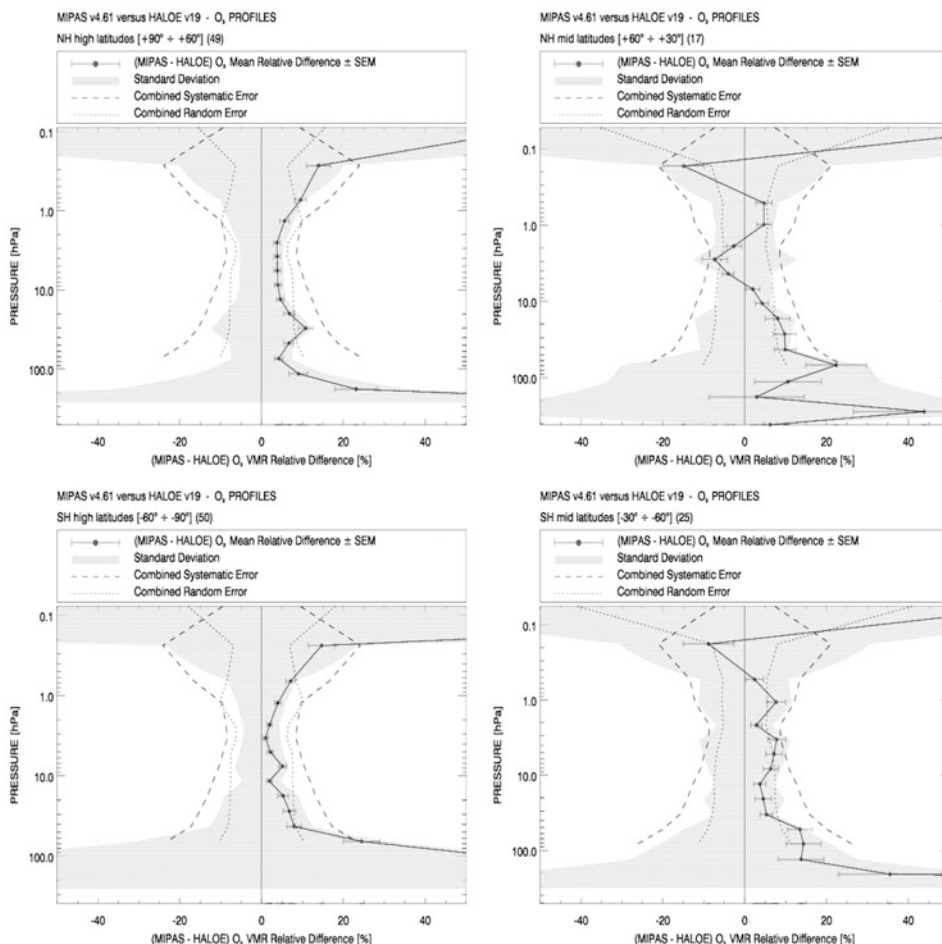 MIPAS v4.61 versus HALOE v19 - O₃ PROFILES
NH high latitudes [+90° ÷ +60°] (49)
(MIPAS - HALOE) O₃ Mean Relative Difference ± SEM
Standard Deviation
Combined Systematic Error
Combined Random Error
0.1
1.0
10.0
100.0
PRESSURE [hPa]
-40 -20 0 20 40
(MIPAS - HALOE) O₃ VMR Relative Difference [%]
MIPAS v4.61 versus HALOE v19 - O₃ PROFILES
NH mid latitudes [+60° ÷ +30°] (17)
(MIPAS - HALOE) O₃ Mean Relative Difference ± SEM
Standard Deviation
Combined Systematic Error
Combined Random Error
0.1
1.0
10.0
100.0
PRESSURE [hPa]
-40 -20 0 20 40
(MIPAS - HALOE) O₃ VMR Relative Difference [%]
MIPAS v4.61 versus HALOE v19 - O₃ PROFILES
SH high latitudes [-60° ÷ -90°] (50)
(MIPAS - HALOE) O₃ Mean Relative Difference ± SEM
Standard Deviation
Combined Systematic Error
Combined Random Error
0.1
1.0
10.0
100.0
PRESSURE [hPa]
-40 -20 0 20 40
(MIPAS - HALOE) O₃ VMR Relative Difference [%]
MIPAS v4.61 versus HALOE v19 - O₃ PROFILES
SH mid latitudes [-30° ÷ -60°] (25)
(MIPAS - HALOE) O₃ Mean Relative Difference ± SEM
Standard Deviation
Combined Systematic Error
Combined Random Error
0.1
1.0
10.0
100.0
PRESSURE [hPa]
-40 -20 0 20 40
(MIPAS - HALOE) O₃ VMR Relative Difference [%]